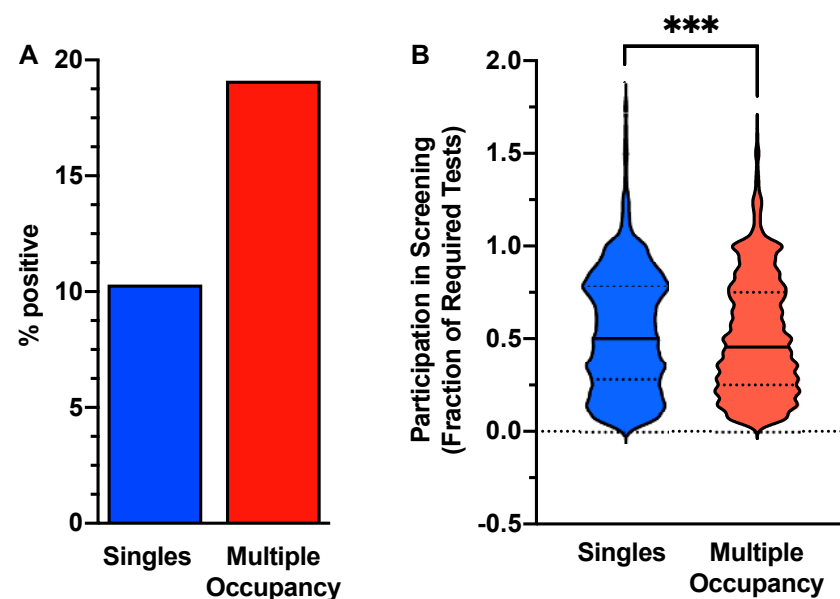 A
% positive
20
15
10
5
0
Singles
Multiple
Occupancy
B
***
Participation in Screening
(Fraction of Required Tests)
2.0
1.5
1.0
0.5
0.0
-0.5
Singles
Multiple
Occupancy